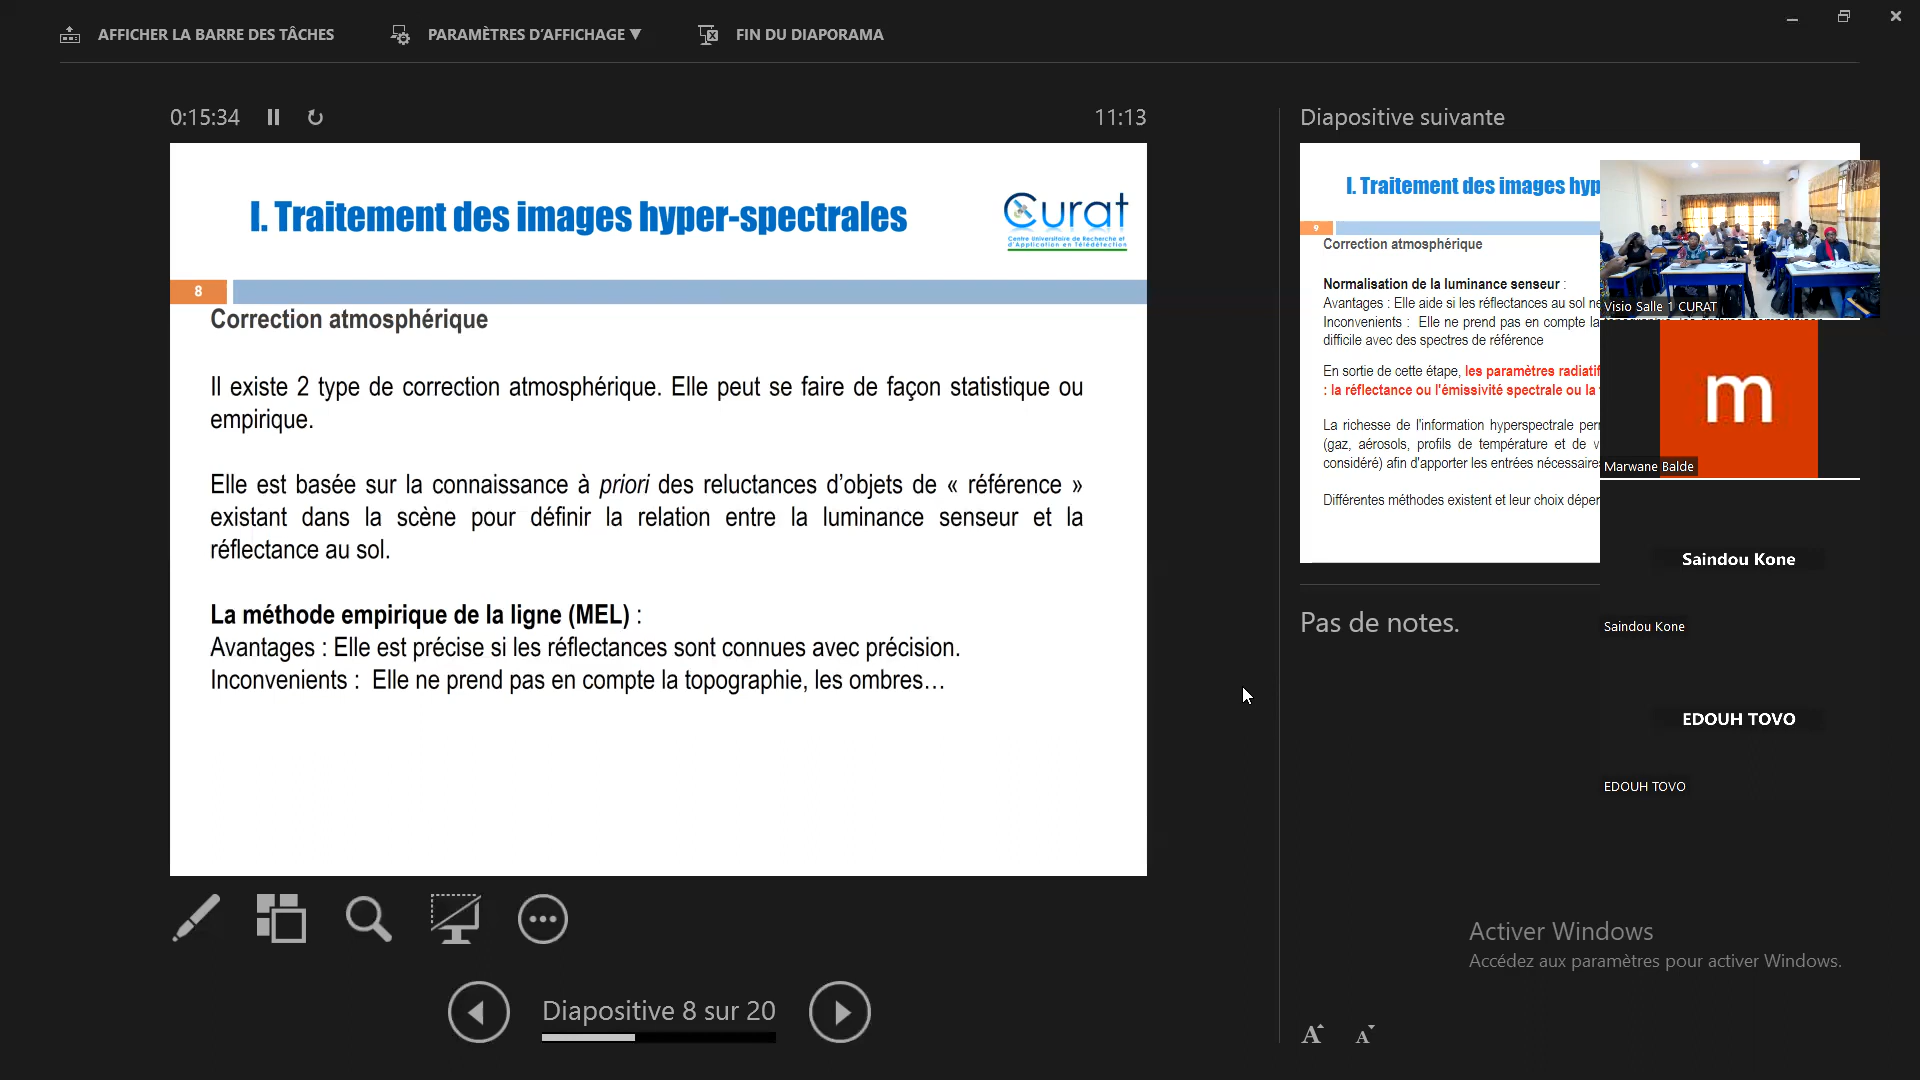 AFFICHER LA BARRE DES TÂCHES
PARAMÈTRES D'AFFICHAGE ▼
FIN DU DIAPORAMA
0:15:34
11:13
I. Traitement des images hyper-spectrales
Curat
Centre Universitaire de Recherche et
d'Application en Télédétection
8
Correction atmosphérique
Il existe 2 type de correction atmosphérique. Elle peut se faire de façon statistique ou
empirique.
Elle est basée sur la connaissance à priori des reluctances d'objets de « référence »
existant dans la scène pour définir la relation entre la luminance senseur et la
réflectance au sol.
La méthode empirique de la ligne (MEL) :
Avantages : Elle est précise si les réflectances sont connues avec précision.
Inconvenients : Elle ne prend pas en compte la topographie, les ombres…
Diapositive 8 sur 20
Diapositive suivante
I. Traitement des images hyp
9
Correction atmosphérique
Normalisation de la luminance senseur :
Avantages : Elle aide si les réflectances au sol ne
Inconvenients : Elle ne prend pas en compte la
difficile avec des spectres de référence
En sortie de cette étape, les paramètres radiatif
: la réflectance ou l'émissivité spectrale ou la
La richesse de l'information hyperspectrale per
(gaz, aérosols, profils de température et de v
considéré) afin d'apporter les entrées nécessaire
Différentes méthodes existent et leur choix déper
Visio Salle 1 CURAT
m
Marwane Balde
Saindou Kone
Saindou Kone
EDOUH TOVO
EDOUH TOVO
Pas de notes.
Activer Windows
Accédez aux paramètres pour activer Windows.
A
A